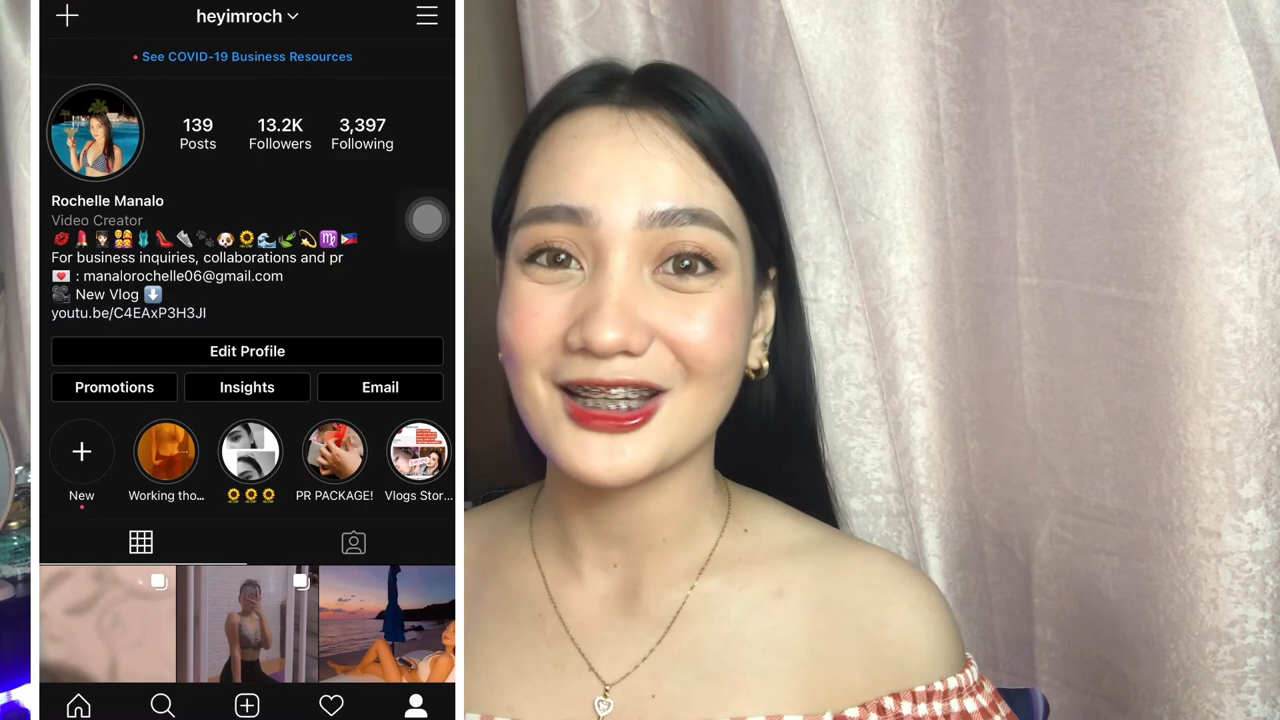 heyimroch
See COVID-19 Business Resources
139 13.2K 3,397
Posts Followers Following
Rochelle Manalo
Video Creator
For business inquiries, collaborations and pr
💌 : manalorochelle06@gmail.com
🎥 New Vlog ⬇️
youtu.be/C4EAxP3H3JI
Edit Profile
Promotions Insights Email
New Working tho... 🌻🌻🌻 PR PACKAGE! Vlogs Stor...